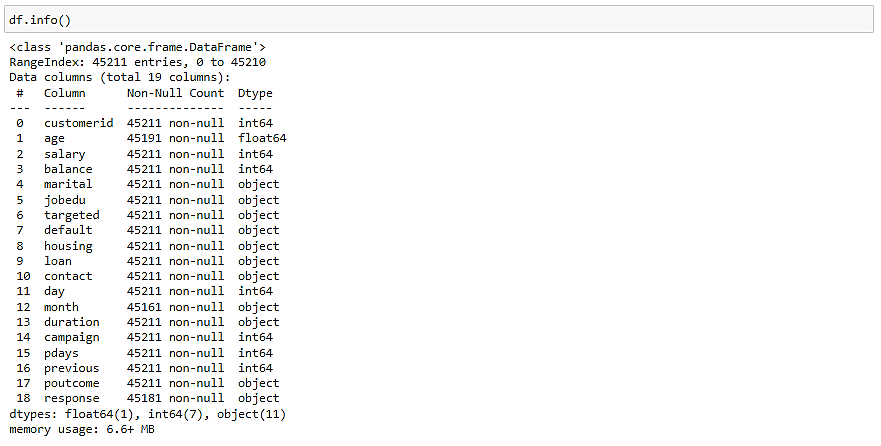 df.info()
<class 'pandas.core.frame.DataFrame'>
RangeIndex: 45211 entries, 0 to 45210
Data columns (total 19 columns):
 #   Column      Non-Null Count  Dtype
---  ------      --------------  -----
 0   customerid  45211 non-null  int64
 1   age         45191 non-null  float64
 2   salary      45211 non-null  int64
 3   balance     45211 non-null  int64
 4   marital     45211 non-null  object
 5   jobedu      45211 non-null  object
 6   targeted    45211 non-null  object
 7   default     45211 non-null  object
 8   housing     45211 non-null  object
 9   loan        45211 non-null  object
 10  contact     45211 non-null  object
 11  day         45211 non-null  int64
 12  month       45161 non-null  object
 13  duration    45211 non-null  object
 14  campaign    45211 non-null  int64
 15  pdays       45211 non-null  int64
 16  previous    45211 non-null  int64
 17  poutcome    45211 non-null  object
 18  response    45181 non-null  object
dtypes: float64(1), int64(7), object(11)
memory usage: 6.6+ MB